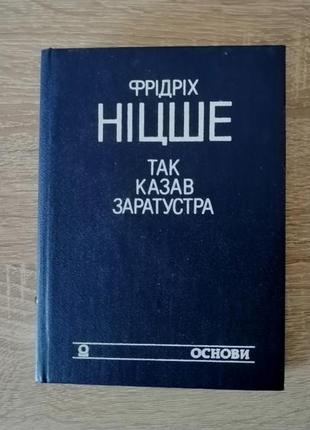 ФРІДРІХ
НІЦШЕ
ТАК
КАЗАВ
ЗАРАТУСТРА
ОСНОВИ